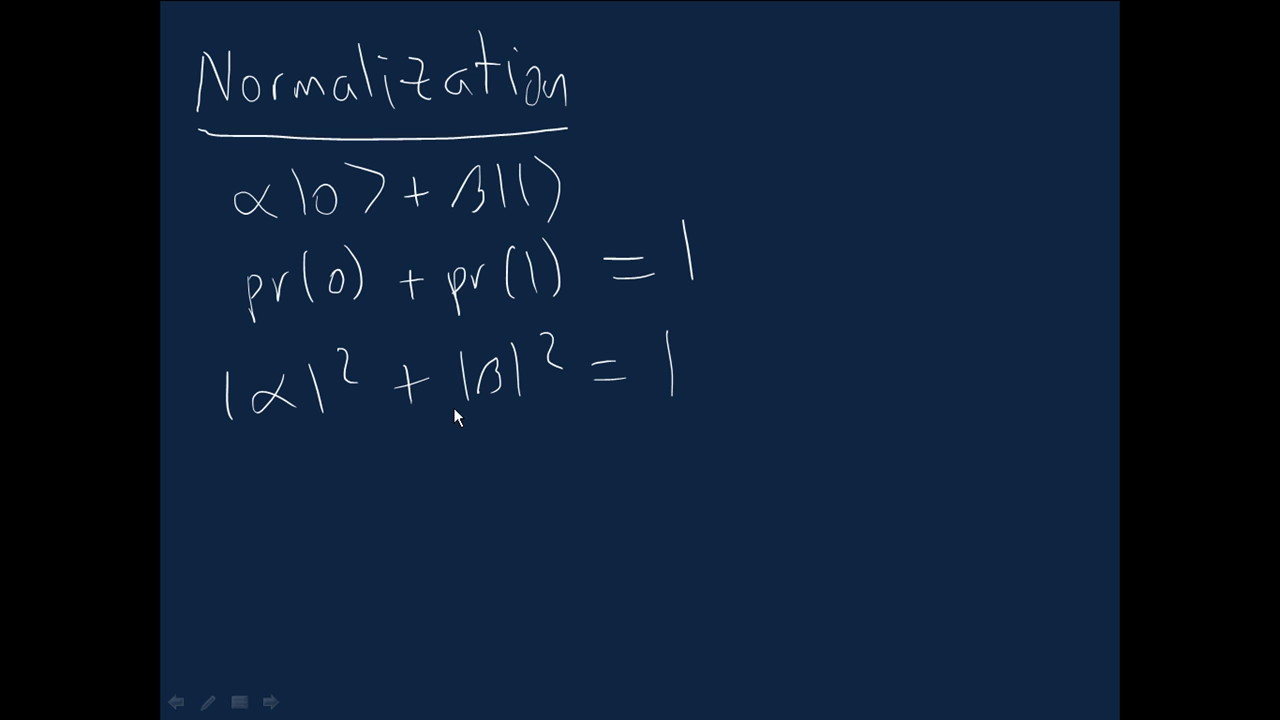 Normalization
α|0⟩ + β|1⟩
pr(0) + pr(1) = 1
|α|² + |β|² = 1